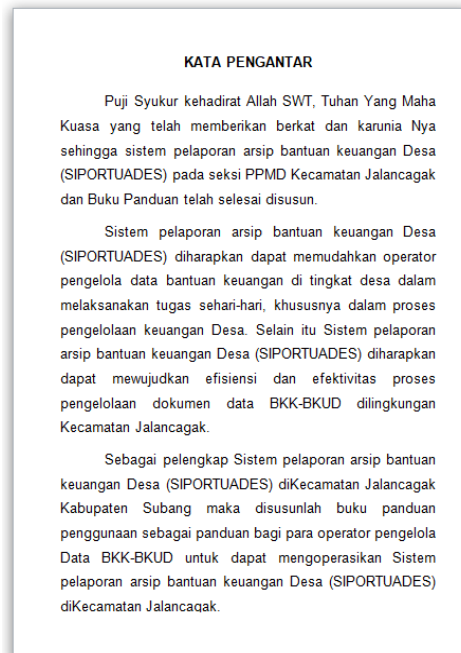 KATA PENGANTAR
Puji Syukur kehadirat Allah SWT, Tuhan Yang Maha
Kuasa yang telah memberikan berkat dan karunia Nya
sehingga sistem pelaporan arsip bantuan keuangan Desa
(SIPORTUADES) pada seksi PPMD Kecamatan Jalancagak
dan Buku Panduan telah selesai disusun.
Sistem pelaporan arsip bantuan keuangan Desa
(SIPORTUADES) diharapkan dapat memudahkan operator
pengelola data bantuan keuangan di tingkat desa dalam
melaksanakan tugas sehari-hari, khususnya dalam proses
pengelolaan keuangan Desa. Selain itu Sistem pelaporan
arsip bantuan keuangan Desa (SIPORTUADES) diharapkan
dapat mewujudkan efisiensi dan efektivitas proses
pengelolaan dokumen data BKK-BKUD dilingkungan
Kecamatan Jalancagak.
Sebagai pelengkap Sistem pelaporan arsip bantuan
keuangan Desa (SIPORTUADES) diKecamatan Jalancagak
Kabupaten Subang maka disusunlah buku panduan
penggunaan sebagai panduan bagi para operator pengelola
Data BKK-BKUD untuk dapat mengoperasikan Sistem
pelaporan arsip bantuan keuangan Desa (SIPORTUADES)
diKecamatan Jalancagak.